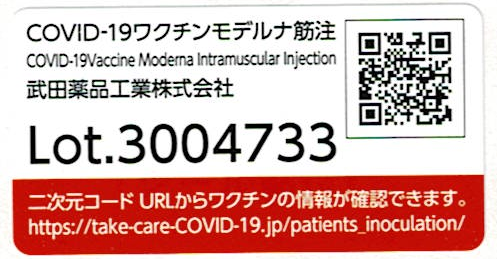 COVID-19ワクチンモデルナ筋注
COVID-19Vaccine Moderna Intramuscular Injection
武田薬品工業株式会社
Lot.3004733
二次元コード URLからワクチンの情報が確認できます。
https://take-care-COVID-19.jp/patients_inoculation/